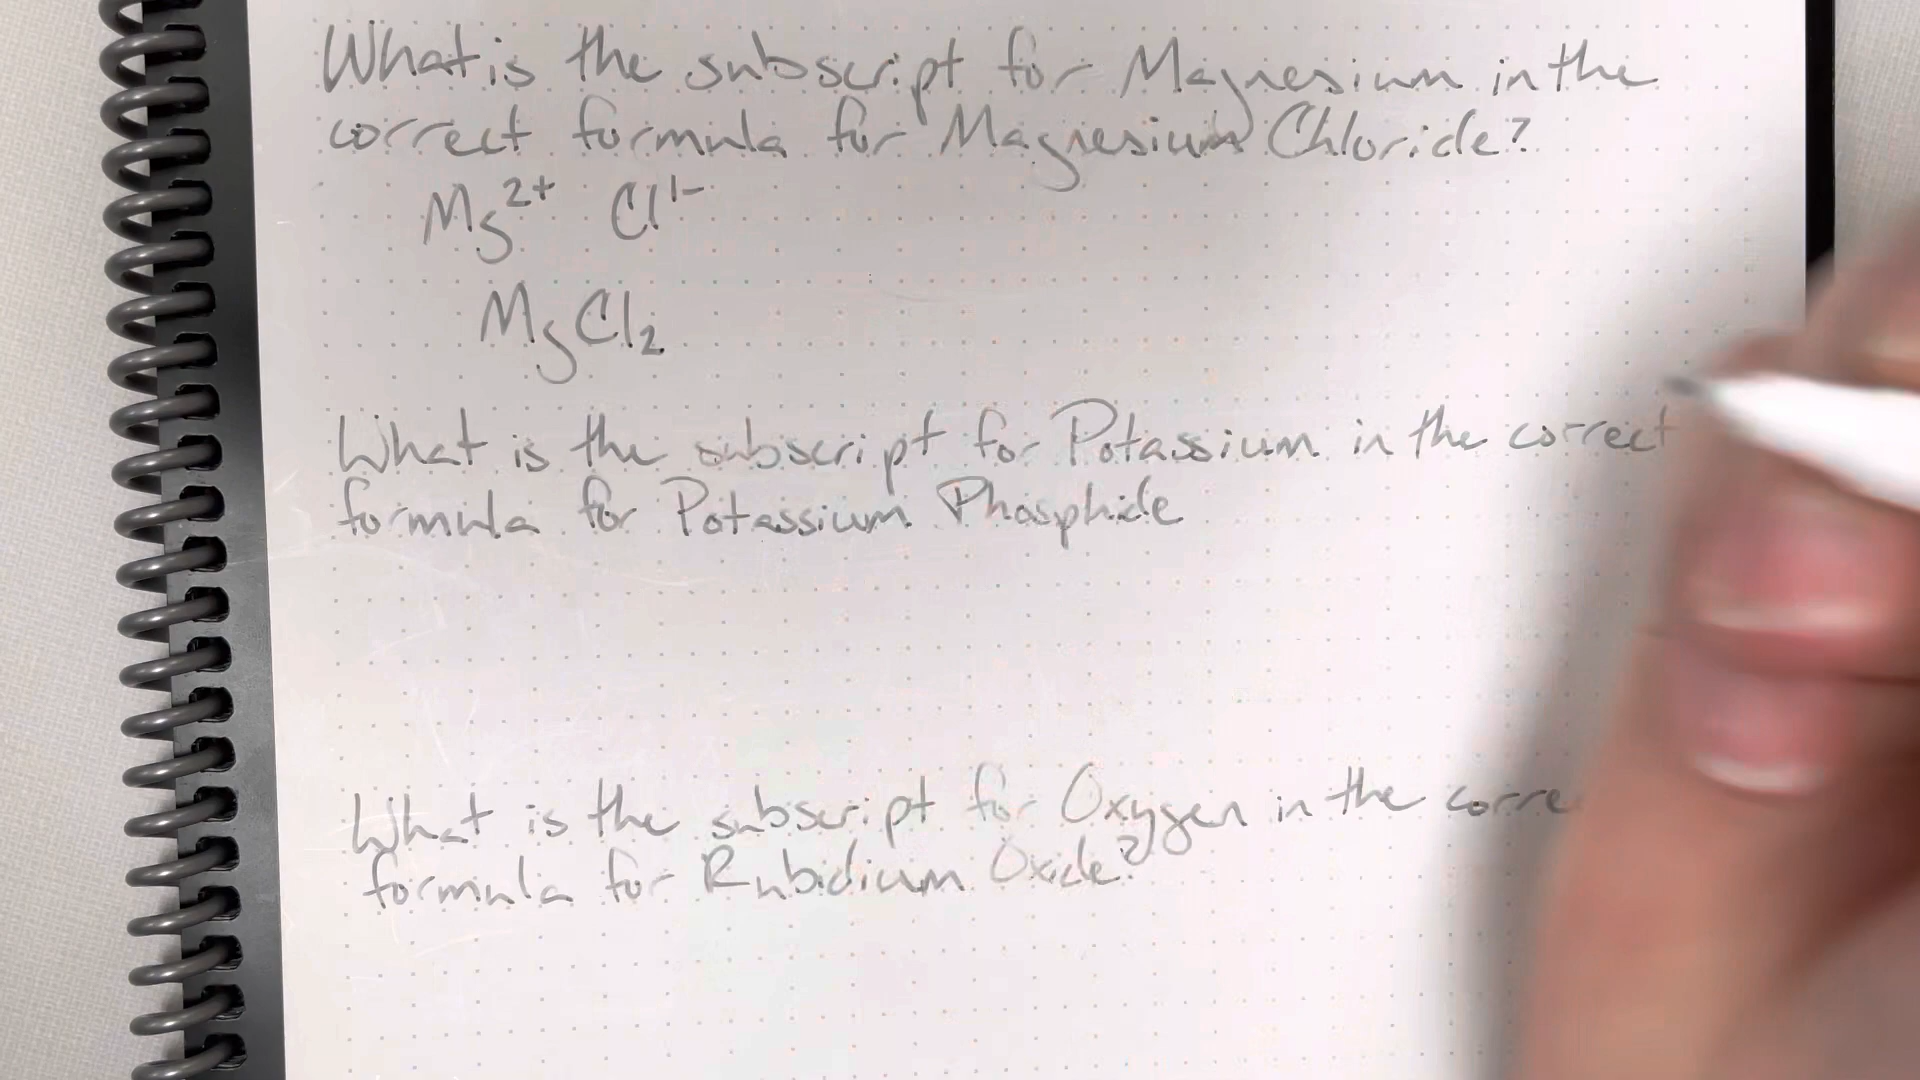 What is the subscript for Magnesium in the
correct formula for Magnesium Chloride?
Mg2+ Cl1-
MgCl2
What is the subscript for Potassium in the correct
formula for Potassium Phosphide
What is the subscript for Oxygen in the corre
formula for Rubidium Oxide?